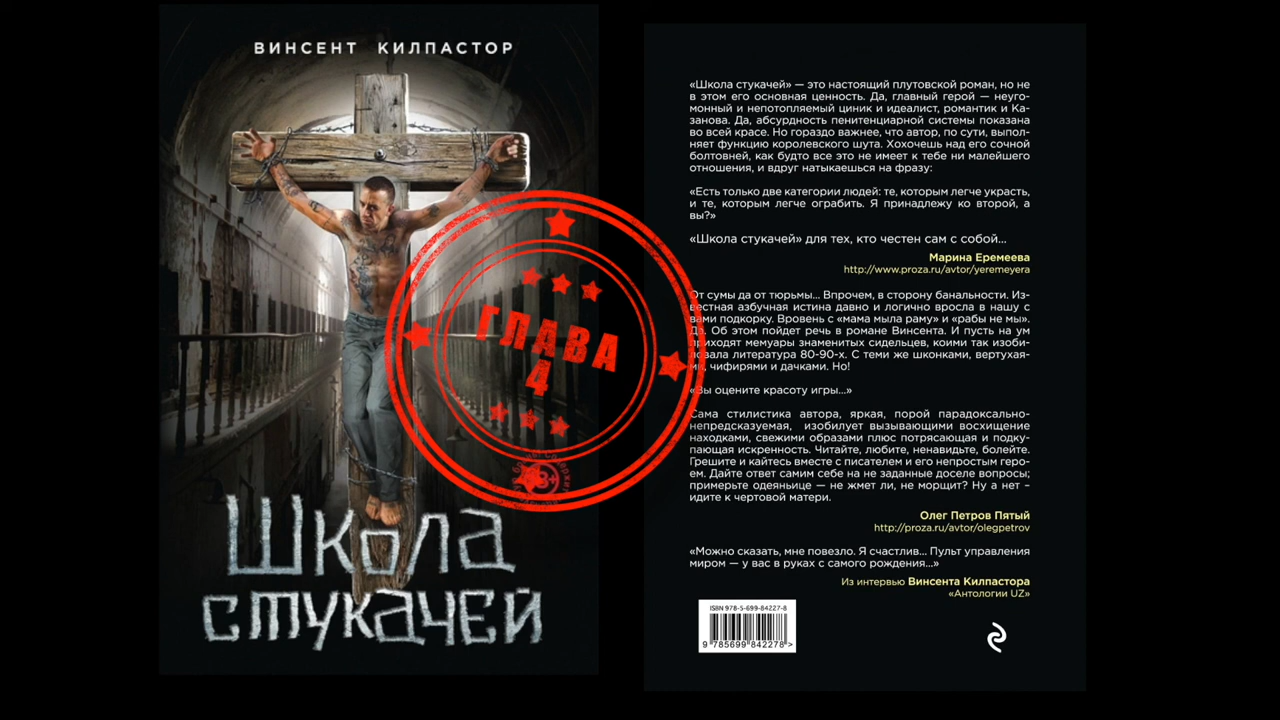 ВИНСЕНТ КИЛПАСТОР
Школа
стукачей
ГЛАВА
4
18+
«Школа стукачей» — это настоящий плутовской роман, но не
в этом его основная ценность. Да, главный герой — неуго-
монный и непотопляемый циник и идеалист, романтик и Ка-
занова. Да, абсурдность пенитенциарной системы показана
во всей красе. Но гораздо важнее, что автор, по сути, выпол-
няет функцию королевского шута. Хохочешь над его сочной
болтовней, как будто все это не имеет к тебе ни малейшего
отношения, и вдруг натыкаешься на фразу:
«Есть только две категории людей: те, которым легче украсть,
и те, которым легче ограбить. Я принадлежу ко второй, а
вы?»
«Школа стукачей» для тех, кто честен сам с собой...
Марина Еремеева
http://www.proza.ru/avtor/yeremeyera
От сумы да от тюрьмы... Впрочем, в сторону банальности. Из-
вестная азбучная истина давно и логично вросла в нашу с
вами подкорку. Вровень с «мама мыла раму» и «рабы не мы».
Да. Об этом пойдет речь в романе Винсента. И пусть на ум
приходят мемуары знаменитых сидельцев, коими так изоби-
ловала литература 80-90-х. С теми же шконками, вертухая-
ми, чифирями и дачками. Но!
«Вы оцените красоту игры...»
Сама стилистика автора, яркая, порой парадоксально-
непредсказуемая, изобилует вызывающими восхищение
находками, свежими образами плюс потрясающая и подку-
пающая искренность. Читайте, любите, ненавидьте, болейте.
Грешите и кайтесь вместе с писателем и его непростым геро-
ем. Дайте ответ самим себе на не заданные доселе вопросы;
примерьте одеяньице — не жмет ли, не морщит? Ну а нет –
идите к чертовой матери.
Олег Петров Пятый
http://proza.ru/avtor/olegpetrov
«Можно сказать, мне повезло. Я счастлив... Пульт управления
миром — у вас в руках с самого рождения...»
Из интервью Винсента Килпастора
«Антологии UZ»
ISBN 978-5-699-84227-8
9 785699 842278 >